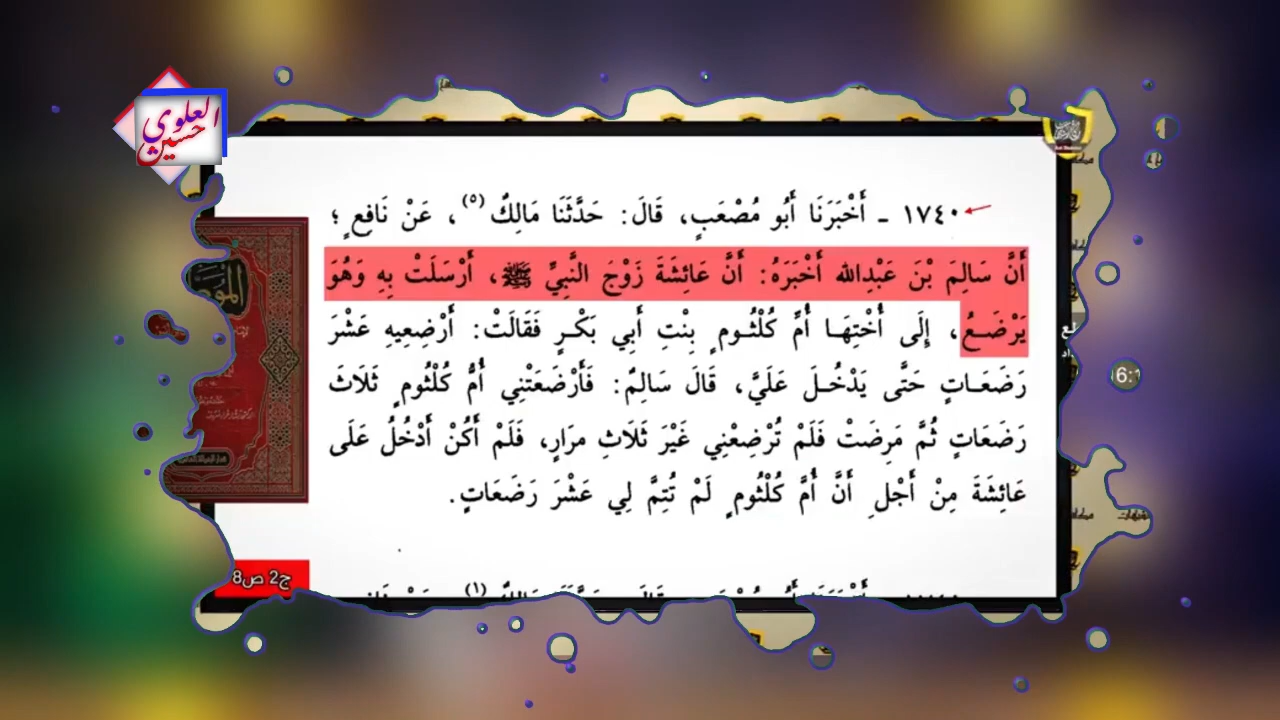 العلوي
حسين
١٧٤٠ ـ أَخْبَرَنَا أَبُو مُصْعَبٍ، قَالَ: حَدَّثَنَا مَالِكٌ (٥)، عَنْ نَافِعٍ؛
أَنَّ سَالِمَ بْنَ عَبْدِالله أَخْبَرَهُ: أَنَّ عَائِشَةَ زَوْجَ النَّبِيِّ ﷺ، أَرْسَلَتْ بِهِ وَهُوَ
يَرْضَعُ، إِلَى أُخْتِهَا أُمِّ كُلْثُومٍ بِنْتِ أَبِي بَكْرٍ فَقَالَتْ: أَرْضِعِيهِ عَشْرَ
رَضَعَاتٍ حَتَّى يَدْخُلَ عَلَيَّ، قَالَ سَالِمٌ: فَأَرْضَعَتْنِي أُمُّ كُلْثُومٍ ثَلَاثَ
رَضَعَاتٍ ثُمَّ مَرِضَتْ فَلَمْ تُرْضِعْنِي غَيْرَ ثَلَاثِ مِرَارٍ، فَلَمْ أَكُنْ أَدْخُلُ عَلَى
عَائِشَةَ مِنْ أَجْلِ أَنَّ أُمَّ كُلْثُومٍ لَمْ تُتِمَّ لِي عَشْرَ رَضَعَاتٍ.
ج2 ص8